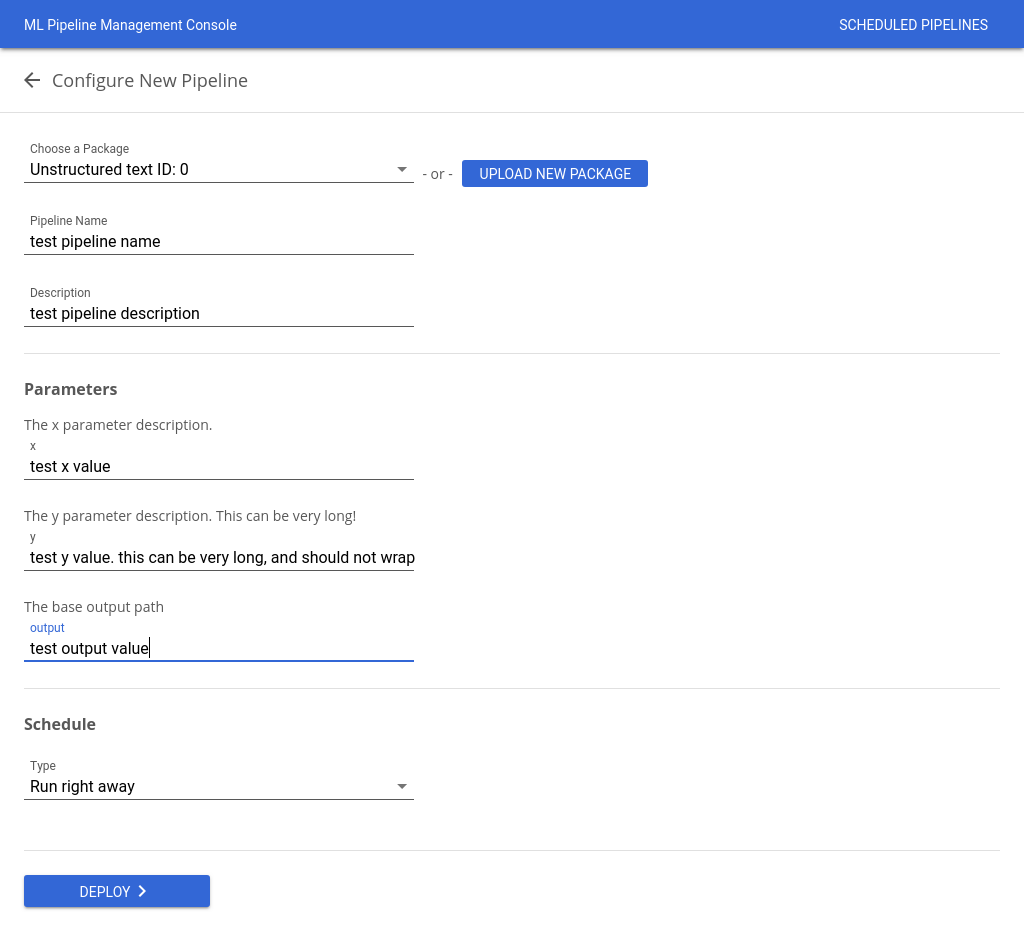 ML Pipeline Management Console
SCHEDULED PIPELINES
Configure New Pipeline
Choose a Package
Unstructured text ID: 0
- or -
UPLOAD NEW PACKAGE
Pipeline Name
test pipeline name
Description
test pipeline description
Parameters
The x parameter description.
x
test x value
The y parameter description. This can be very long!
y
test y value. this can be very long, and should not wrap
The base output path
output
test output value
Schedule
Type
Run right away
DEPLOY